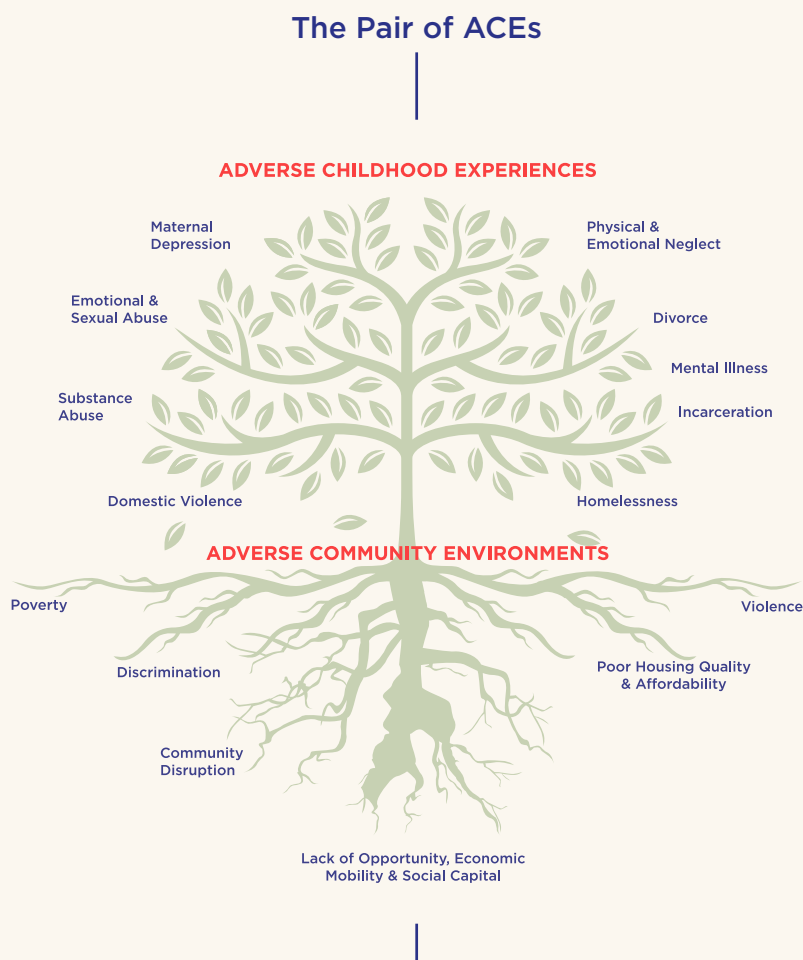 The Pair of ACEs
ADVERSE CHILDHOOD EXPERIENCES
Maternal
Depression
Physical &
Emotional Neglect
Emotional &
Sexual Abuse
Divorce
Mental Illness
Substance
Abuse
Incarceration
Domestic Violence
Homelessness
ADVERSE COMMUNITY ENVIRONMENTS
Poverty
Violence
Discrimination
Poor Housing Quality
& Affordability
Community
Disruption
Lack of Opportunity, Economic
Mobility & Social Capital